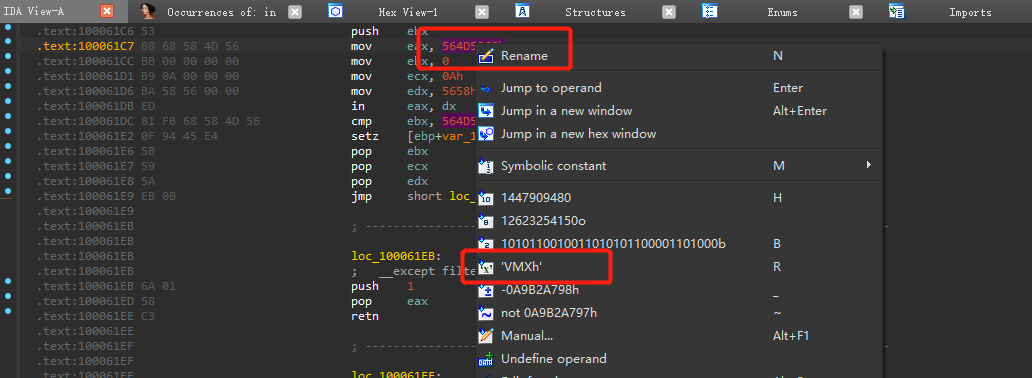 IDA View-A
Occurrences of: in
Hex View-1
Structures
Enums
Imports
.text:100061C6 53 push ebx
.text:100061C7 B8 68 58 4D 56 mov eax, 564D5
.text:100061CC BB 00 00 00 00 mov ebx, 0
.text:100061D1 B9 0A 00 00 00 mov ecx, 0Ah
.text:100061D6 BA 58 56 00 00 mov edx, 5658h
.text:100061DB ED in eax, dx
.text:100061DC 81 FB 68 58 4D 56 cmp ebx, 564D5
.text:100061E2 0F 94 45 E4 setz [ebp+var_1
.text:100061E6 5B pop ebx
.text:100061E7 59 pop ecx
.text:100061E8 5A pop edx
.text:100061E9 EB 0B jmp short loc_
.text:100061E9
.text:100061EB ; ---------------
.text:100061EB
.text:100061EB loc_100061EB:
.text:100061EB ; __except filte
.text:100061EB 6A 01 push 1
.text:100061ED 58 pop eax
.text:100061EE C3 retn
.text:100061EE
.text:100061EF ; ---------------
.text:100061EF
.text:100061EF loc_100061EF:
Rename N
Jump to operand Enter
Jump in a new window Alt+Enter
Jump in a new hex window
Symbolic constant M
1447909480 H
12623254150o
1010110010011010101100001101000b B
'VMXh' R
-0A9B2A798h _
not 0A9B2A797h ~
Manual... Alt+F1
Undefine operand